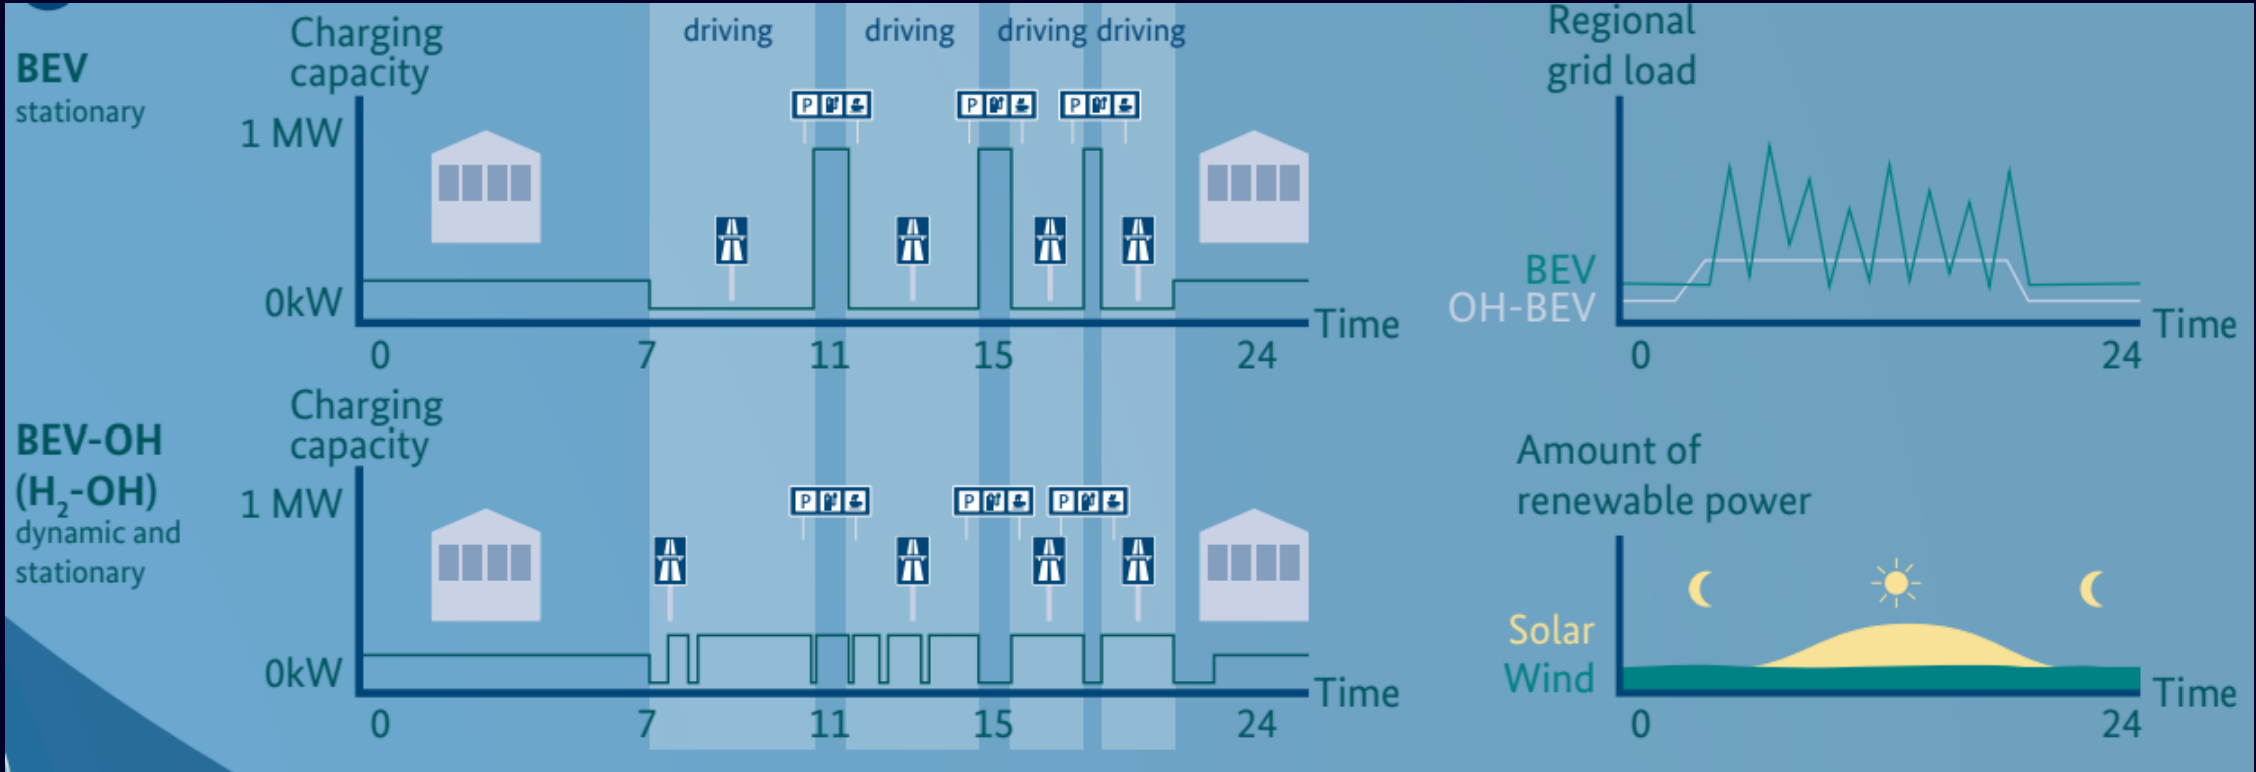 BEV
stationary
Charging
capacity
1 MW
0kW
driving
driving
driving
driving
P
P
P
Time
0
7
11
15
24
Regional
grid load
BEV
OH-BEV
Time
0
24
BEV-OH
(H₂-OH)
dynamic and
stationary
Charging
capacity
1 MW
0kW
P
P
P
Time
0
7
11
15
24
Amount of
renewable power
Solar
Wind
Time
0
24